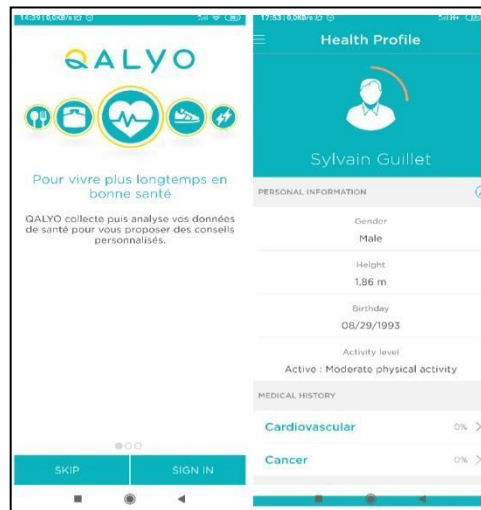 14:39 | 0,0KB/s
QALYO
Pour vivre plus longtemps en
bonne santé
QALYO collecte puis analyse vos données
de santé pour vous proposer des conseils
personnalisés.
SKIP
SIGN IN
17:53 | 0,0KB/s
Health Profile
Sylvain Guillet
PERSONAL INFORMATION
Gender
Male
Height
1,86 m
Birthday
08/29/1993
Activity level
Active : Moderate physical activity
MEDICAL HISTORY
Cardiovascular 0%
Cancer 0%